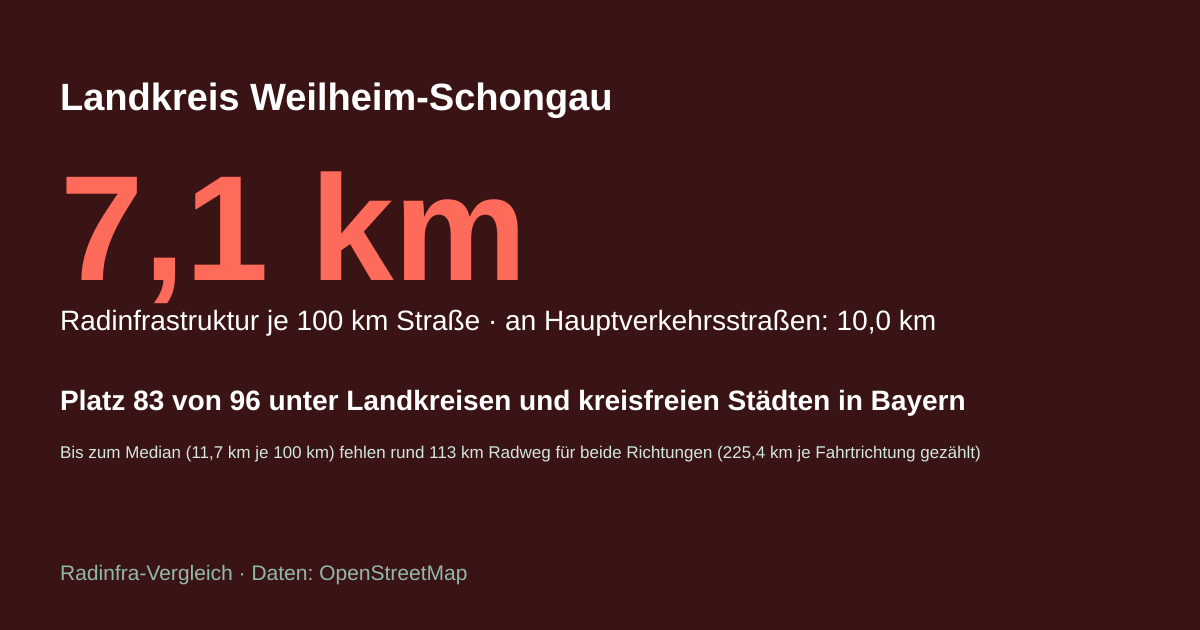 Landkreis Weilheim-Schongau
7,1 km
Radinfrastruktur je 100 km Straße · an Hauptverkehrsstraßen: 10,0 km
Platz 83 von 96 unter Landkreisen und kreisfreien Städten in Bayern
Bis zum Median (11,7 km je 100 km) fehlen rund 113 km Radweg für beide Richtungen (225,4 km je Fahrtrichtung gezählt)
Radinfra-Vergleich · Daten: OpenStreetMap